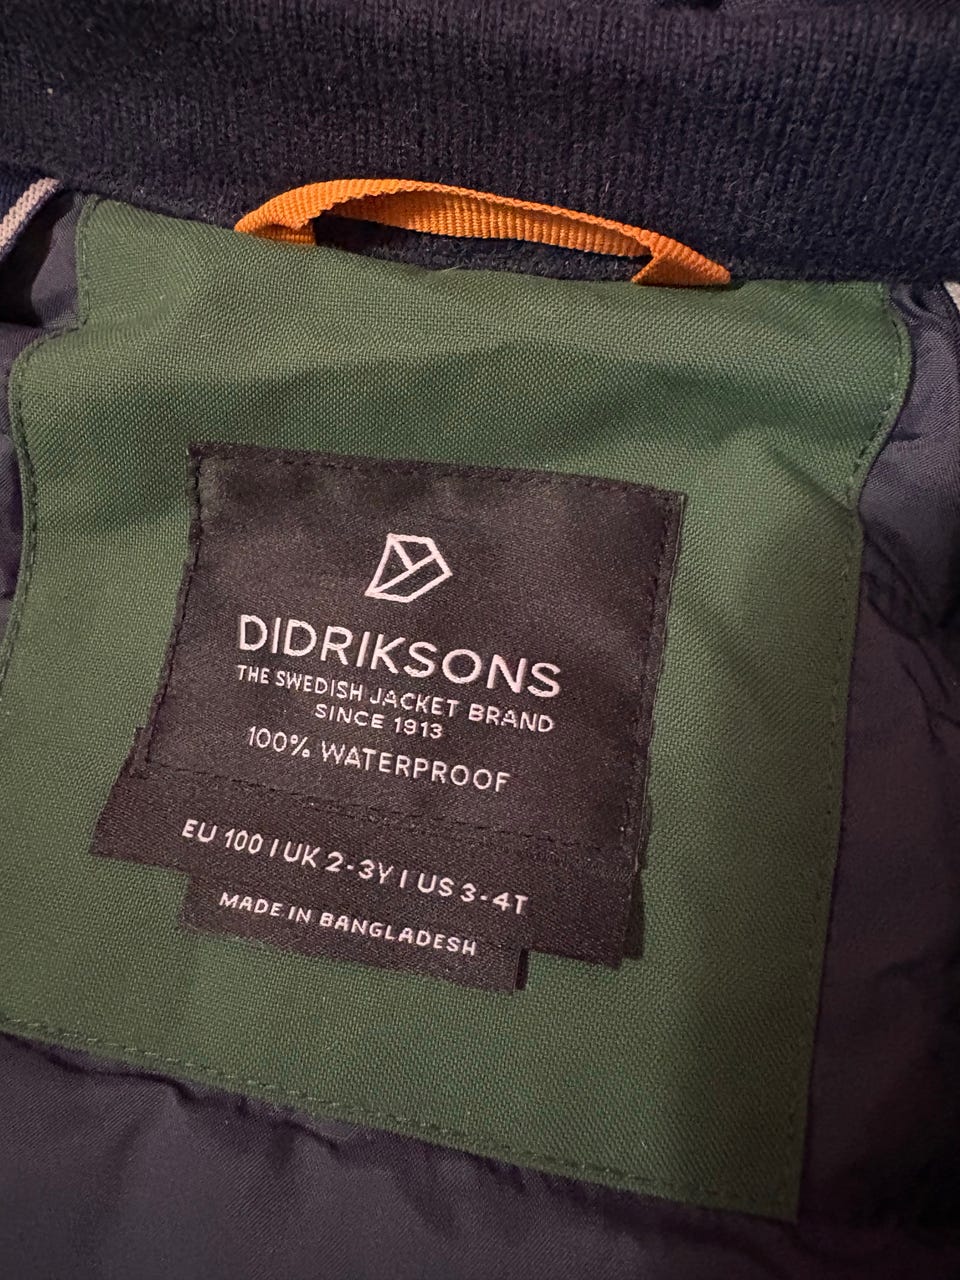 DIDRIKSONS
THE SWEDISH JACKET BRAND
SINCE 1913
100% WATERPROOF
EU 100 | UK 2-3Y | US 3-4T
MADE IN BANGLADESH